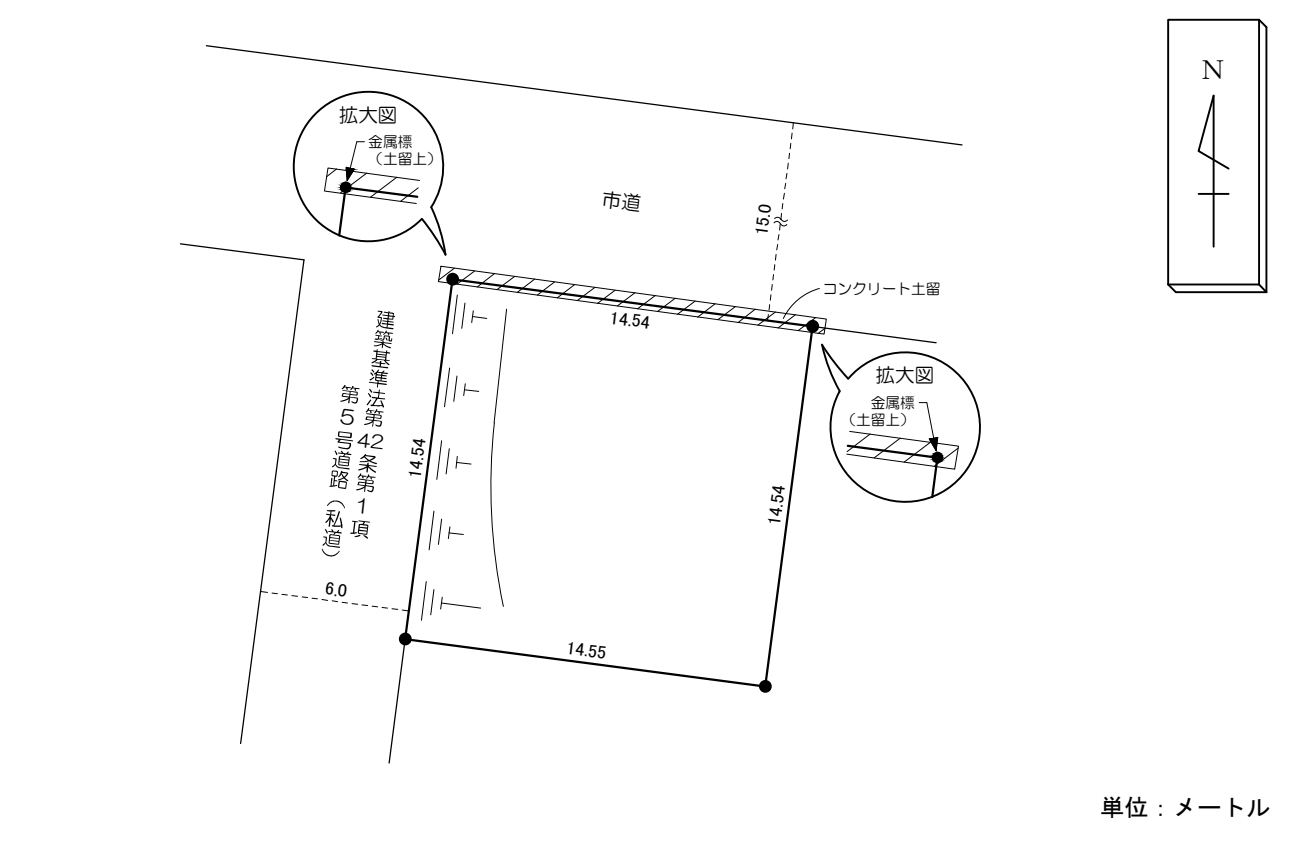 拡大図
金属標
（土留上）
N
市道
15.0
コンクリート土留
14.54
建築基準法第42条第1項
第5号道路（私道）
14.54
14.54
拡大図
金属標
（土留上）
6.0
14.55
単位：メートル